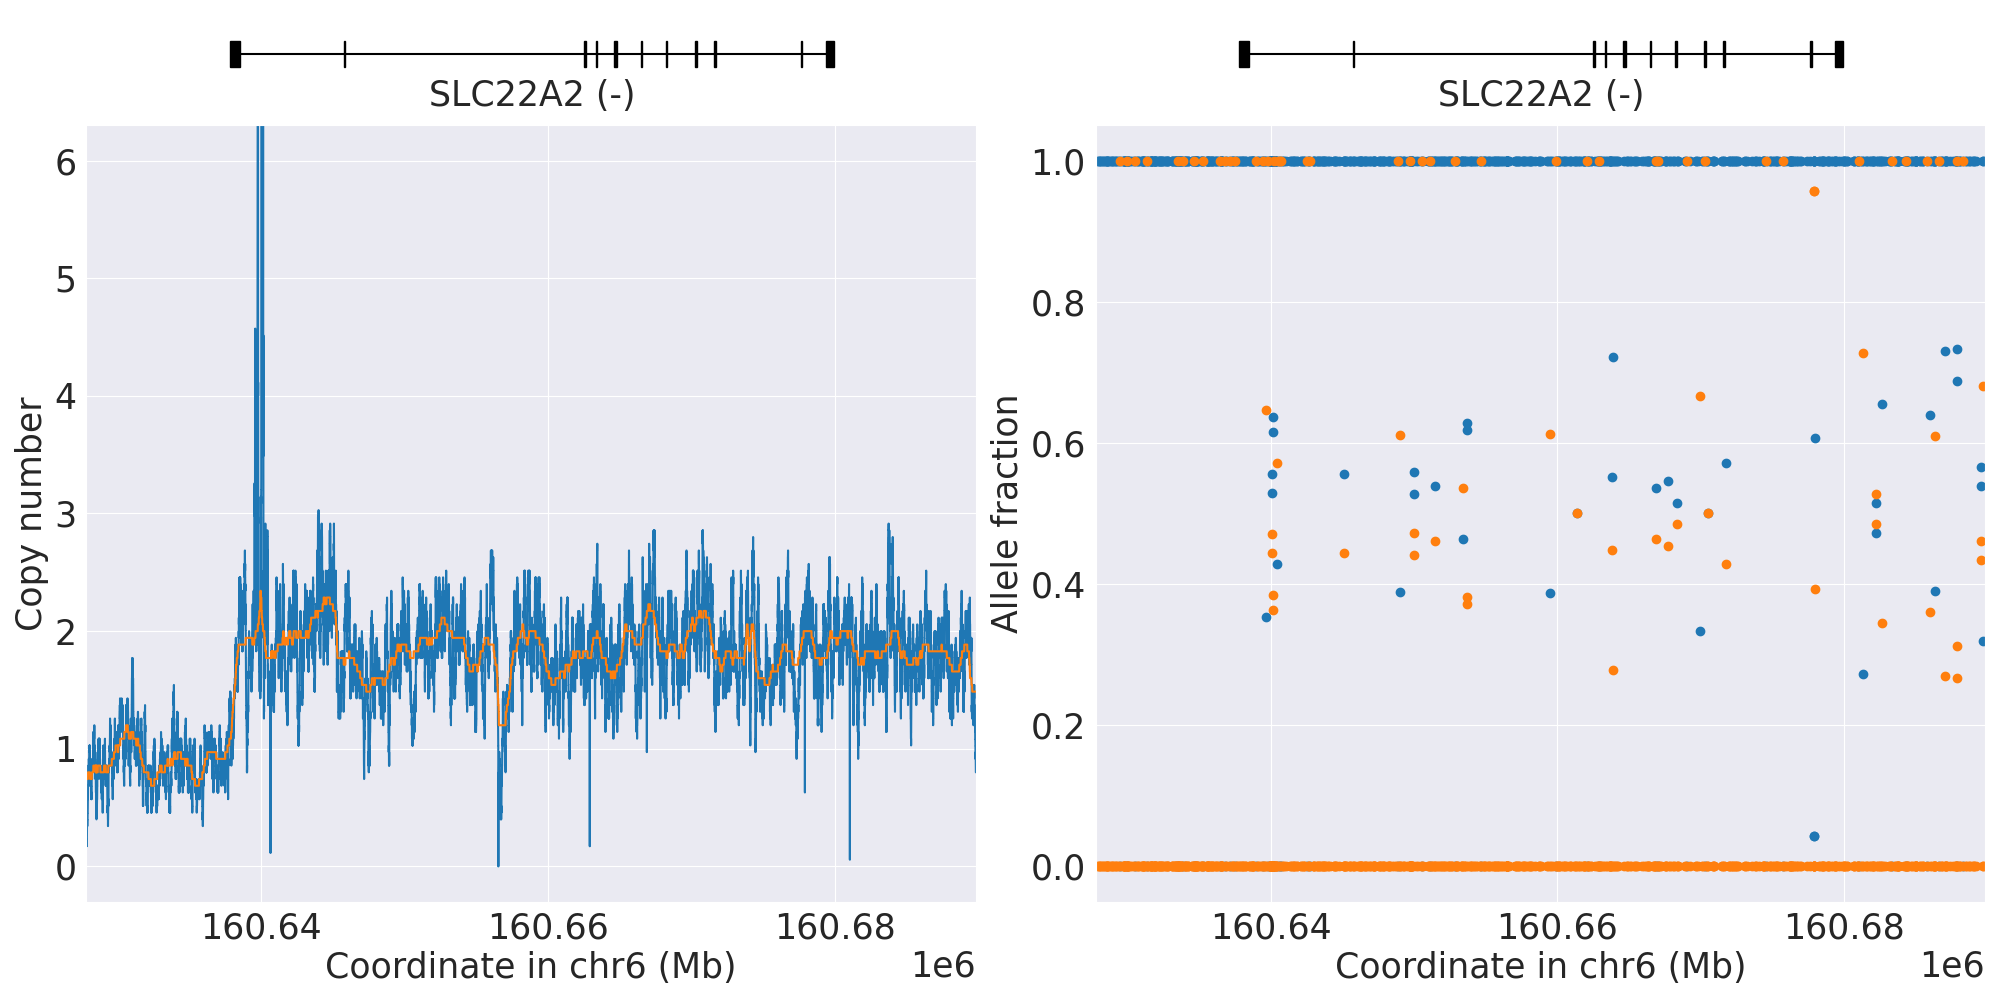 SLC22A2 (-)
6
5
4
3
2
1
0
Copy number
160.64 160.66 160.68
Coordinate in chr6 (Mb) 1e6
SLC22A2 (-)
1.0
0.8
0.6
0.4
0.2
0.0
Allele fraction
160.64 160.66 160.68
Coordinate in chr6 (Mb) 1e6